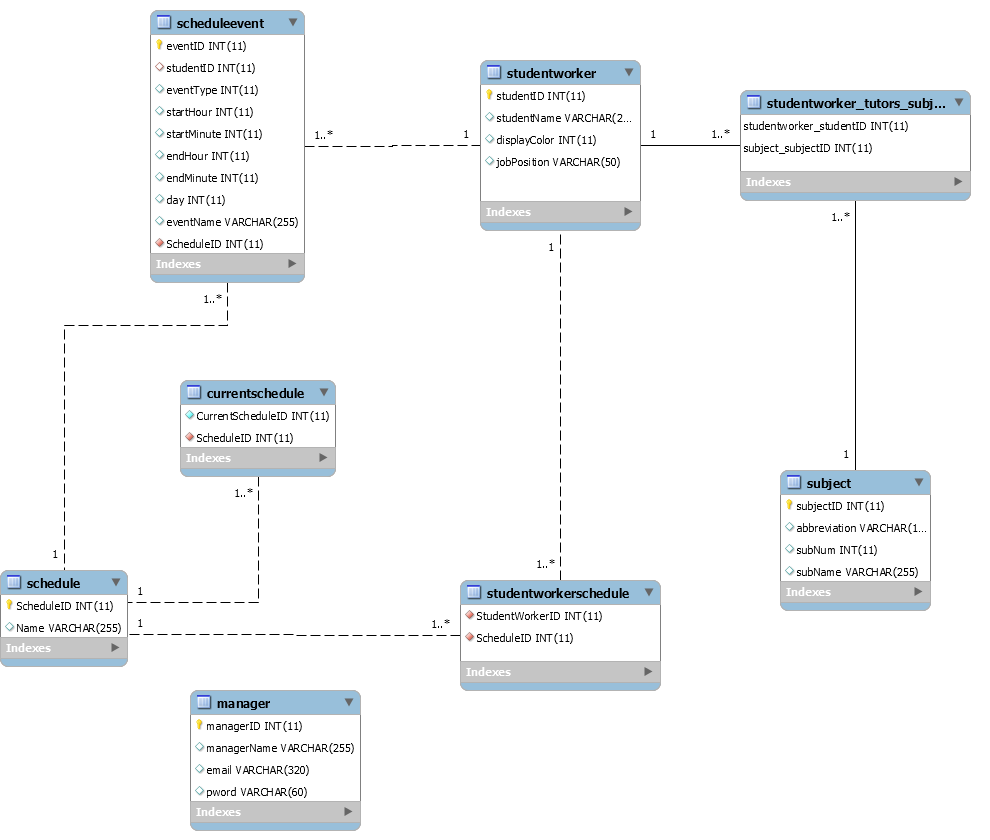 scheduleevent
eventID INT(11)
studentID INT(11)
eventType INT(11)
startHour INT(11)
startMinute INT(11)
endHour INT(11)
endMinute INT(11)
day INT(11)
eventName VARCHAR(255)
ScheduleID INT(11)
Indexes
1..*
1
studentworker
studentID INT(11)
studentName VARCHAR(2...
displayColor INT(11)
jobPosition VARCHAR(50)
Indexes
1
1..*
studentworker_tutors_subj...
studentworker_studentID INT(11)
subject_subjectID INT(11)
Indexes
1..*
1
1..*
1
currentschedule
CurrentScheduleID INT(11)
ScheduleID INT(11)
Indexes
1..*
1
subject
subjectID INT(11)
abbreviation VARCHAR(1...
subNum INT(11)
subName VARCHAR(255)
Indexes
1
schedule
ScheduleID INT(11)
Name VARCHAR(255)
Indexes
1
1..*
1..*
studentworkerschedule
StudentWorkerID INT(11)
ScheduleID INT(11)
Indexes
manager
managerID INT(11)
managerName VARCHAR(255)
email VARCHAR(320)
pword VARCHAR(60)
Indexes